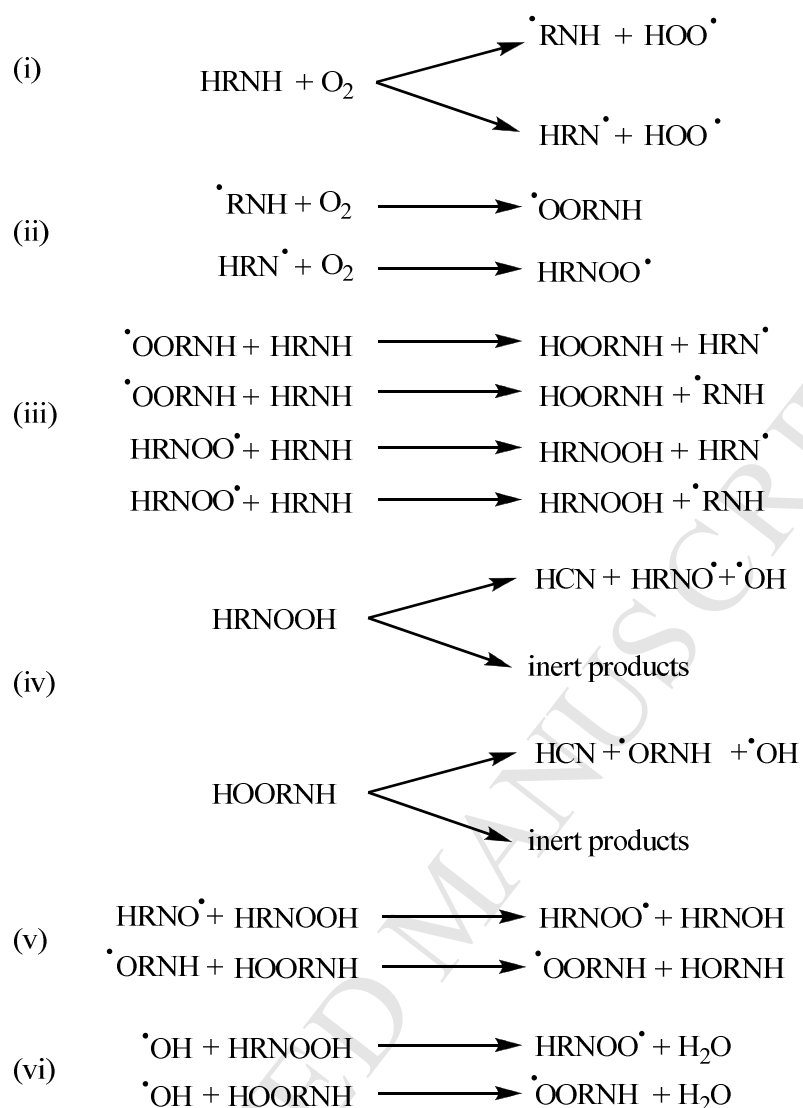 •RNH + HOO•
(i) HRNH + O₂
HRN• + HOO•
•RNH + O₂ → •OORNH
(ii)
HRN• + O₂ → HRNOO•
•OORNH + HRNH → HOORNH + HRN•
•OORNH + HRNH → HOORNH + •RNH
(iii)
HRNOO• + HRNH → HRNOOH + HRN•
HRNOO• + HRNH → HRNOOH + •RNH
HCN + HRNO• + •OH
HRNOOH
inert products
(iv)
HCN + •ORNH + •OH
HOORNH
inert products
HRNO• + HRNOOH → HRNOO• + HRNOH
(v)
•ORNH + HOORNH → •OORNH + HORNH
•OH + HRNOOH → HRNOO• + H₂O
(vi)
•OH + HOORNH → •OORNH + H₂O
ED MANUSCRIPT